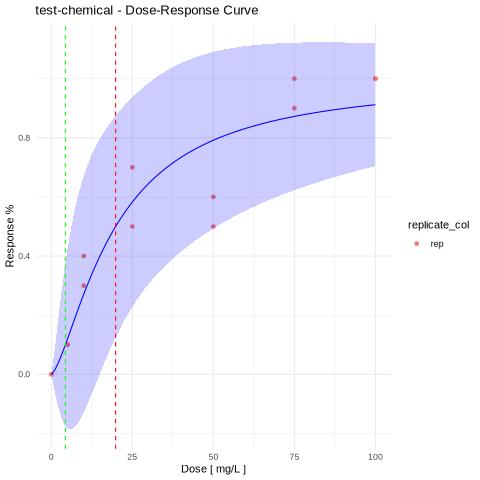 test-chemical - Dose-Response Curve
Response %
0.8
0.4
0.0
0
25
50
75
100
Dose [ mg/L ]
replicate_col
rep